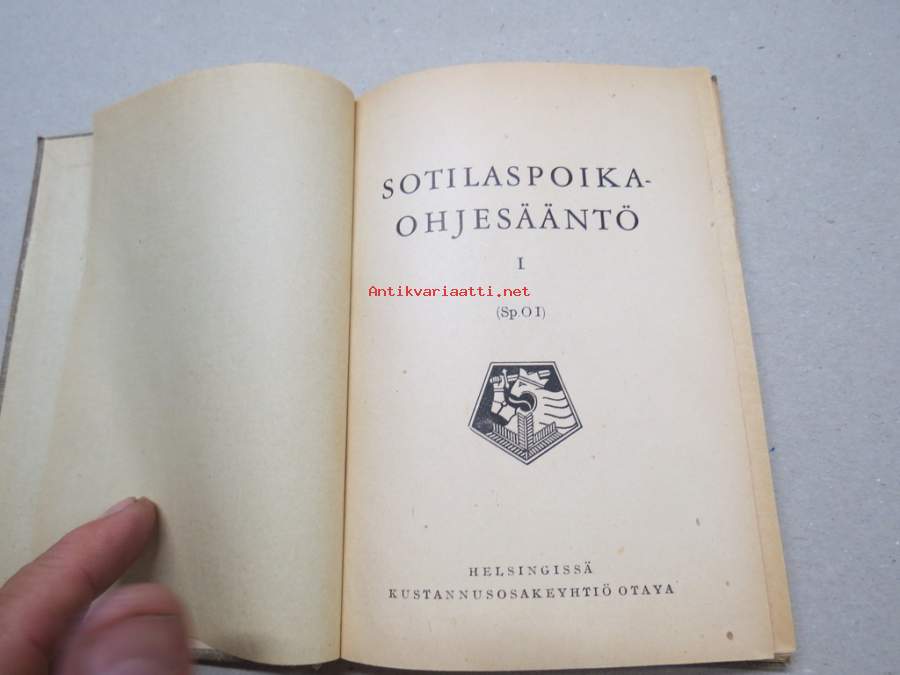 SOTILASPOIKA-
OHJESÄÄNTÖ
I
Antikvariaatti.net
(Sp.O I)
HELSINGISSÄ
KUSTANNUSOSAKEYHTIÖ OTAVA